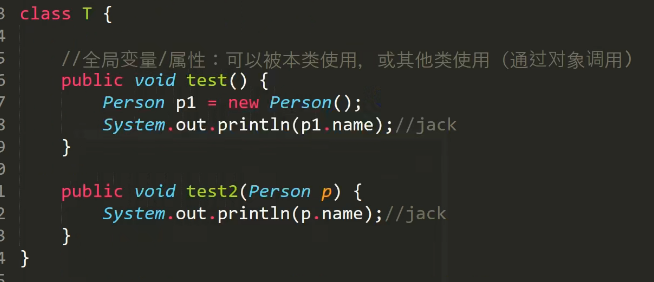 3 class T {
4
5 //全局变量/属性：可以被本类使用，或其他类使用（通过对象调用）
6 public void test() {
7 Person p1 = new Person();
8 System.out.println(p1.name);//jack
9 }
0
1 public void test2(Person p) {
2 System.out.println(p.name);//jack
3 }
4 }